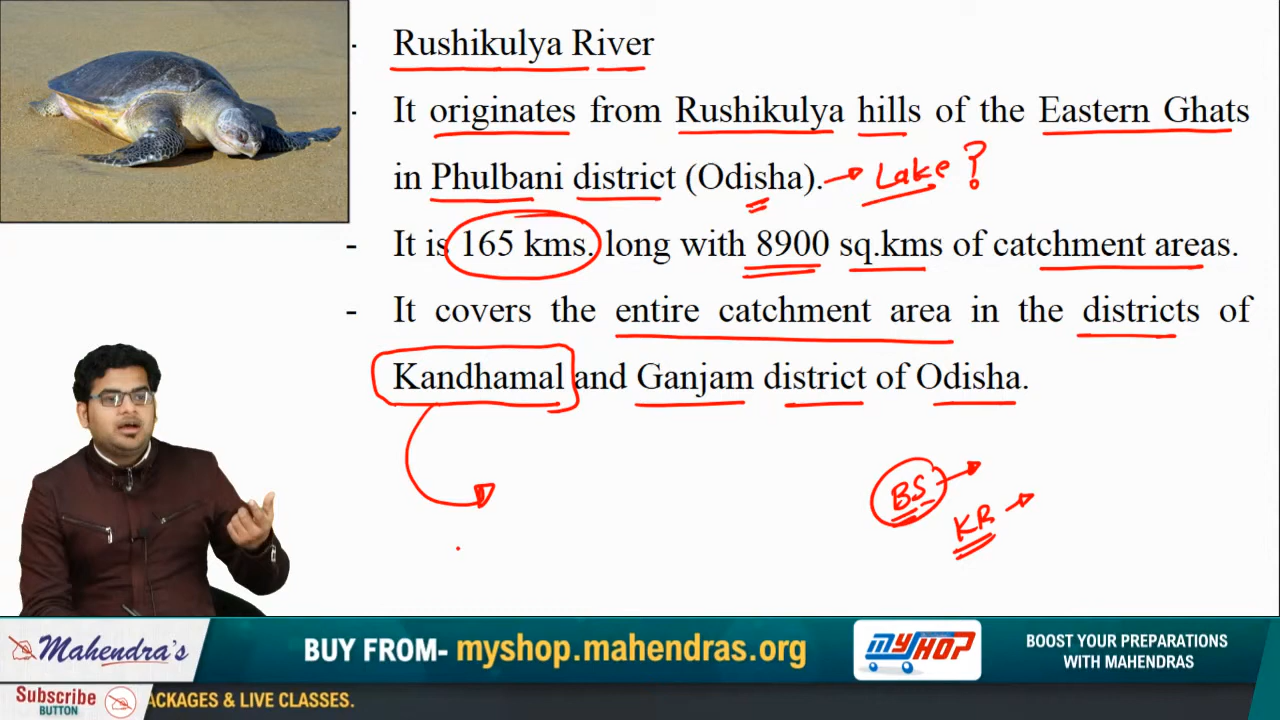 - Rushikulya River
- It originates from Rushikulya hills of the Eastern Ghats
in Phulbani district (Odisha). → Lake ?
- It is 165 kms. long with 8900 sq.kms of catchment areas.
- It covers the entire catchment area in the districts of
Kandhamal and Ganjam district of Odisha.
BS
KR
Mahendra's
BUY FROM- myshop.mahendras.org
MYSHOP
BOOST YOUR PREPARATIONS
WITH MAHENDRAS
Subscribe
BUTTON
ACKAGES & LIVE CLASSES.